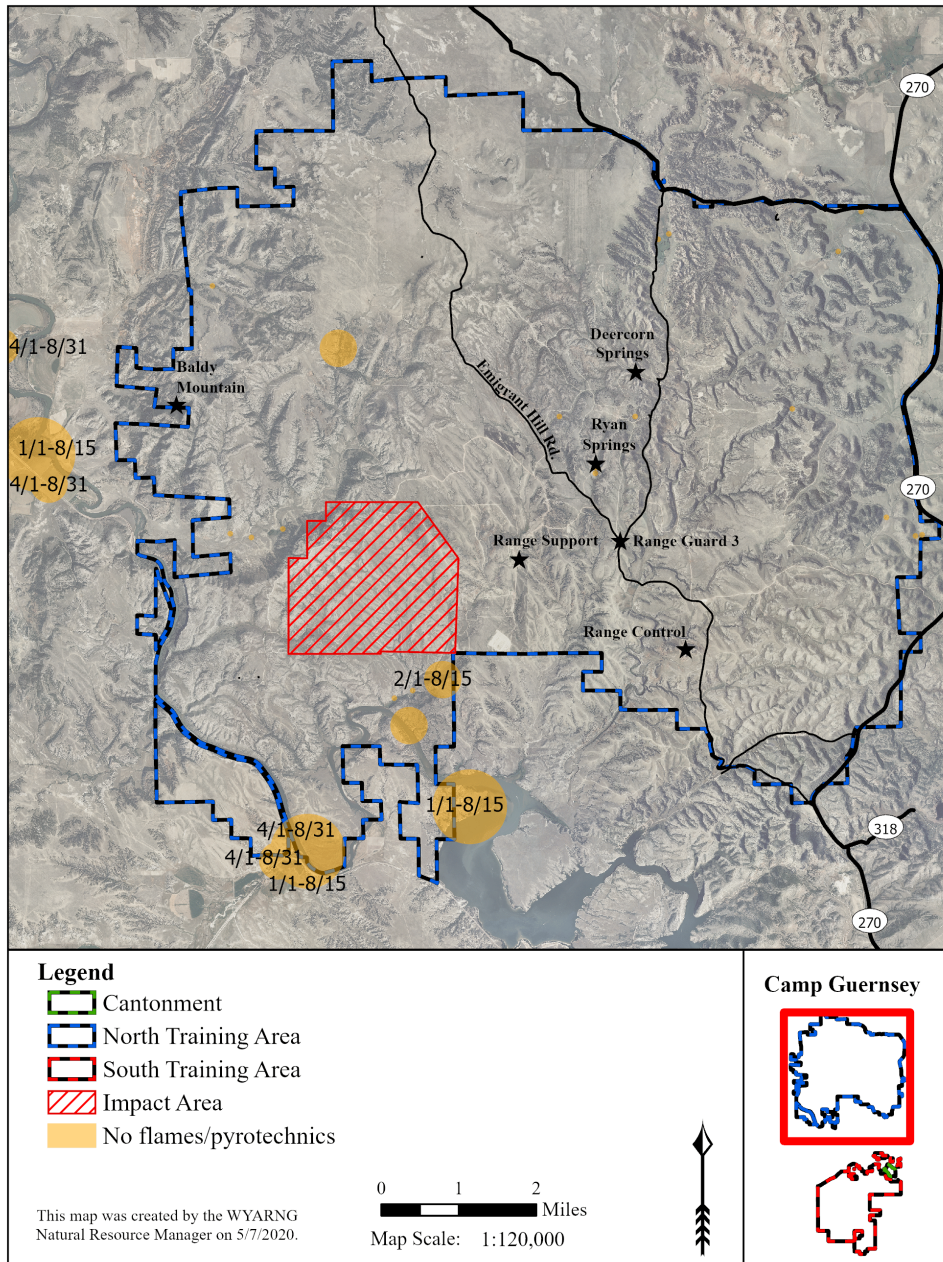 270
Deercorn
Springs
4/1-8/31
Baldy
Mountain
Emigrant Hill Rd.
Ryan
Springs
1/1-8/15
4/1-8/31
270
Range Support
Range Guard 3
Range Control
2/1-8/15
1/1-8/15
4/1-8/31
318
4/1-8/31
1/1-8/15
270
Legend
Cantonment
North Training Area
South Training Area
Impact Area
No flames/pyrotechnics
0 1 2
Miles
Map Scale: 1:120,000
This map was created by the WYARNG
Natural Resource Manager on 5/7/2020.
Camp Guernsey